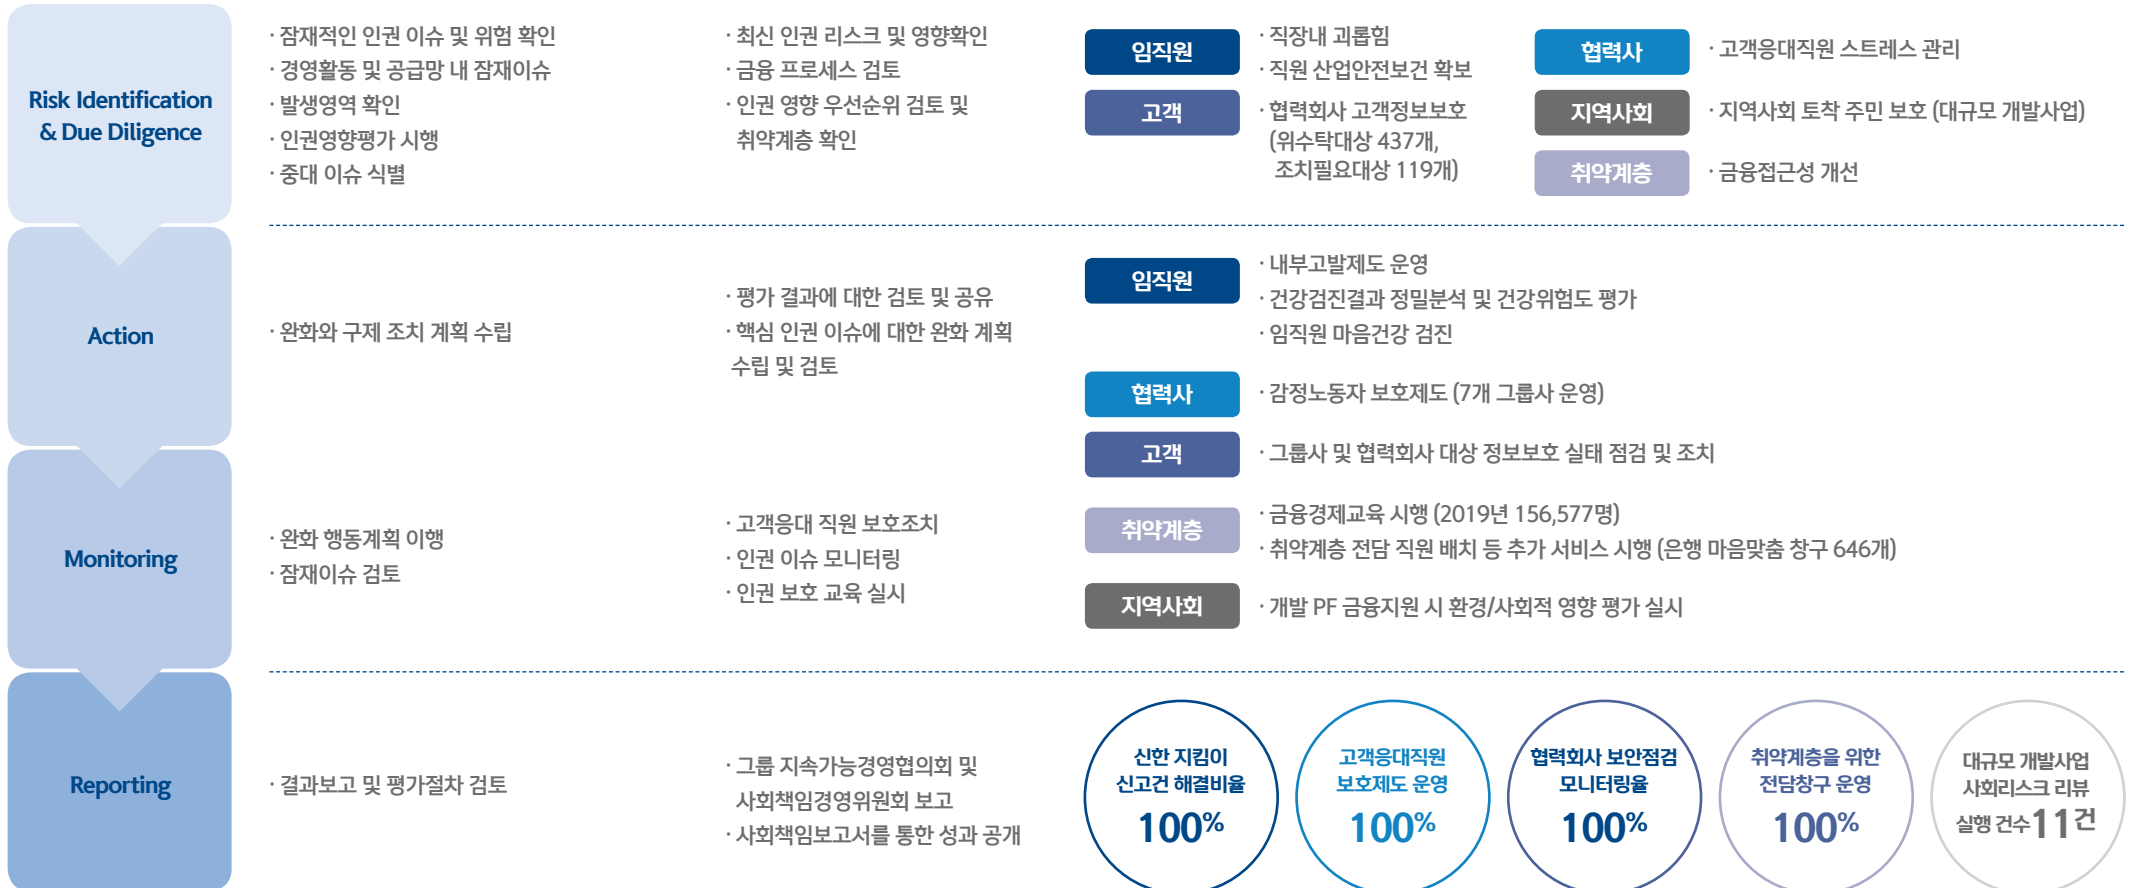 Risk Identification
& Due Diligence
· 잠재적인 인권 이슈 및 위험 확인
· 경영활동 및 공급망 내 잠재이슈
· 발생영역 확인
· 인권영향평가 시행
· 중대 이슈 식별
· 최신 인권 리스크 및 영향확인
· 금융 프로세스 검토
· 인권 영향 우선순위 검토 및
취약계층 확인
임직원
· 직장내 괴롭힘
· 직원 산업안전보건 확보
고객
· 협력회사 고객정보보호
(위수탁대상 437개,
조치필요대상 119개)
협력사
· 고객응대직원 스트레스 관리
지역사회
· 지역사회 토착 주민 보호 (대규모 개발사업)
취약계층
· 금융접근성 개선
Action
· 완화와 구제 조치 계획 수립
· 평가 결과에 대한 검토 및 공유
· 핵심 인권 이슈에 대한 완화 계획
수립 및 검토
임직원
· 내부고발제도 운영
· 건강검진결과 정밀분석 및 건강위험도 평가
· 임직원 마음건강 검진
협력사
· 감정노동자 보호제도 (7개 그룹사 운영)
고객
· 그룹사 및 협력회사 대상 정보보호 실태 점검 및 조치
Monitoring
· 완화 행동계획 이행
· 잠재이슈 검토
· 고객응대 직원 보호조치
· 인권 이슈 모니터링
· 인권 보호 교육 실시
취약계층
· 금융경제교육 시행 (2019년 156,577명)
· 취약계층 전담 직원 배치 등 추가 서비스 시행 (은행 마음맞춤 창구 646개)
지역사회
· 개발 PF 금융지원 시 환경/사회적 영향 평가 실시
Reporting
· 결과보고 및 평가절차 검토
· 그룹 지속가능경영협의회 및
사회책임경영위원회 보고
· 사회책임보고서를 통한 성과 공개
신한 지킴이
신고건 해결비율
100%
고객응대직원
보호제도 운영
100%
협력회사 보안점검
모니터링율
100%
취약계층을 위한
전담창구 운영
100%
대규모 개발사업
사회리스크 리뷰
실행 건수 11건